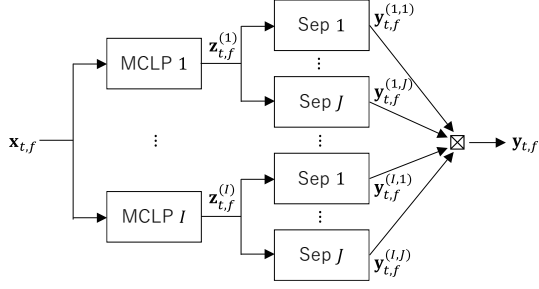 Sep 1
𝐲_{t,f}^{(1,1)}
𝐳_{t,f}^{(1)}
MCLP 1
⋮
Sep J
𝐲_{t,f}^{(1,J)}
𝐱_{t,f}
⋮
⋮
𝐲_{t,f}
Sep 1
𝐲_{t,f}^{(I,1)}
𝐳_{t,f}^{(I)}
MCLP I
⋮
Sep J
𝐲_{t,f}^{(I,J)}